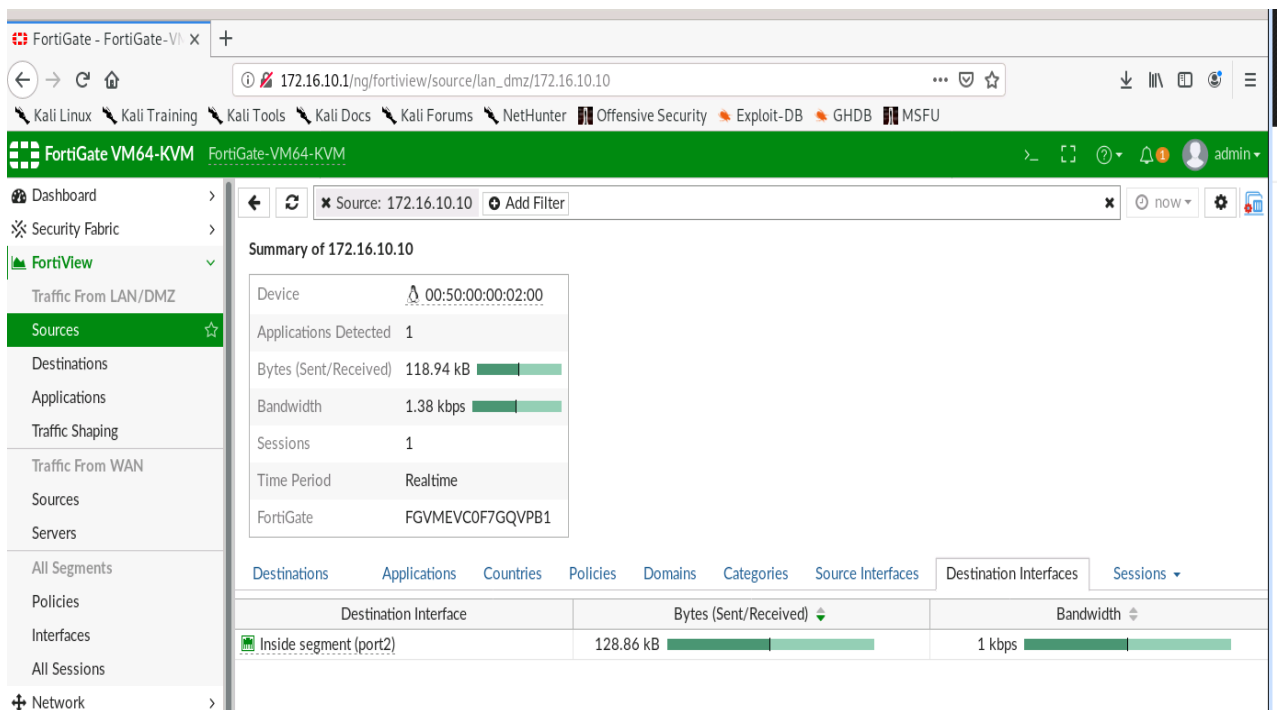 FortiGate - FortiGate-VM
172.16.10.1/ng/fortiview/source/lan_dmz/172.16.10.10
Kali Linux Kali Training Kali Tools Kali Docs Kali Forums NetHunter Offensive Security Exploit-DB GHDB MSFU
FortiGate VM64-KVM FortiGate-VM64-KVM >_ 1 admin
Dashboard
Security Fabric
FortiView
Traffic From LAN/DMZ
Sources
Destinations
Applications
Traffic Shaping
Traffic From WAN
Sources
Servers
All Segments
Policies
Interfaces
All Sessions
Network
Source: 172.16.10.10 Add Filter now
Summary of 172.16.10.10
Device 00:50:00:00:02:00
Applications Detected 1
Bytes (Sent/Received) 118.94 kB
Bandwidth 1.38 kbps
Sessions 1
Time Period Realtime
FortiGate FGVMEVC0F7GQVPB1
Destinations Applications Countries Policies Domains Categories Source Interfaces Destination Interfaces Sessions
Destination Interface Bytes (Sent/Received) Bandwidth
Inside segment (port2) 128.86 kB 1 kbps